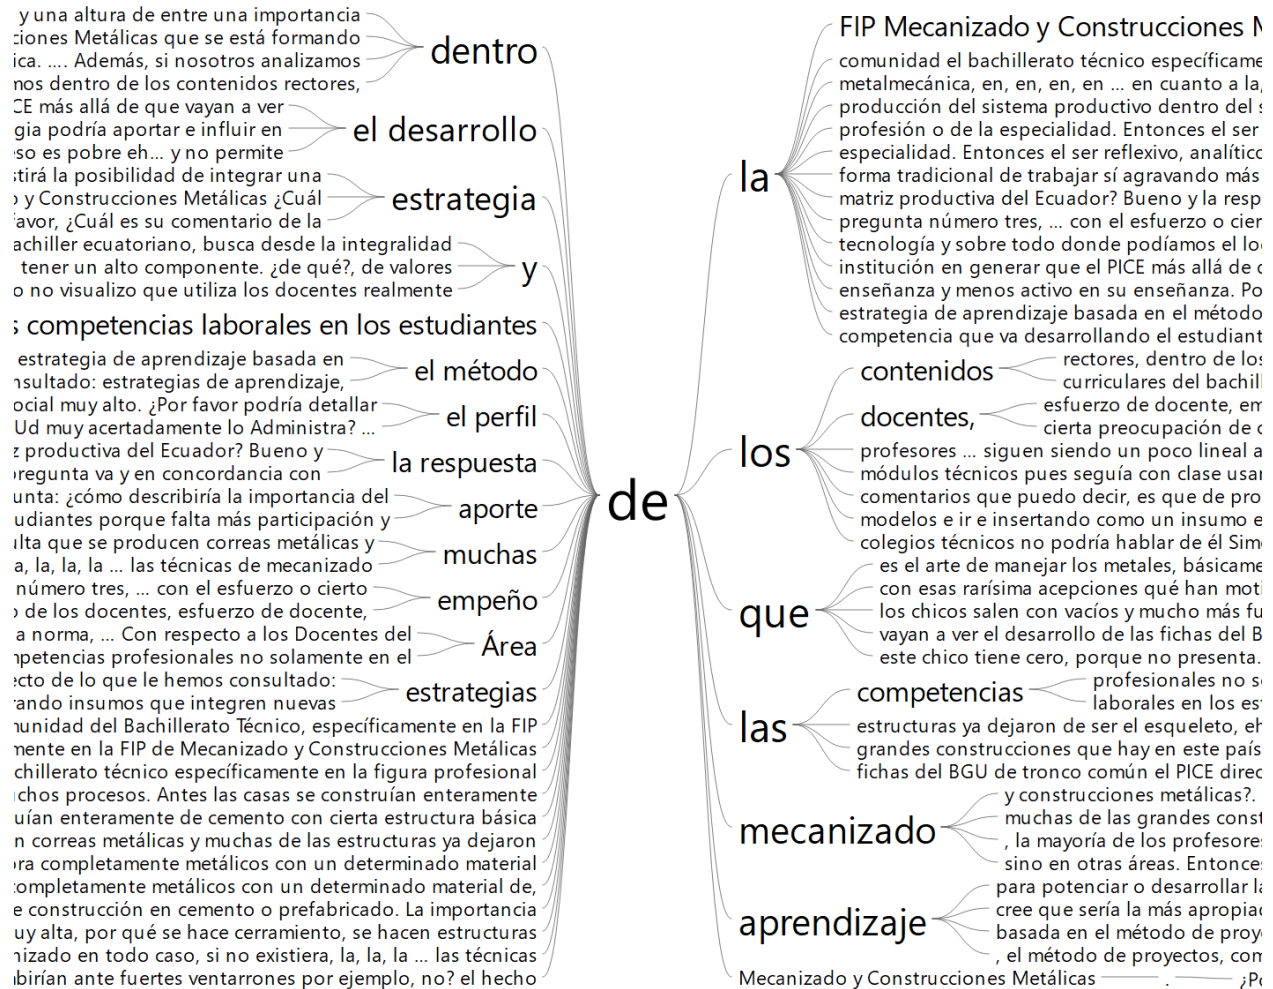 y una altura de entre una importancia
ciones Metálicas que se está formando
ica. .... Además, si nosotros analizamos
mos dentro de los contenidos rectores,
dentro
CE más allá de que vayan a ver
gia podría aportar e influir en
eso es pobre eh... y no permite
el desarrollo
stirá la posibilidad de integrar una
o y Construcciones Metálicas ¿Cuál
favor, ¿Cuál es su comentario de la
estrategia
achiller ecuatoriano, busca desde la integralidad
tener un alto componente. ¿de qué?, de valores
o no visualizo que utiliza los docentes realmente
y
s competencias laborales en los estudiantes
estrategia de aprendizaje basada en
nsultado: estrategias de aprendizaje,
el método
ocial muy alto. ¿Por favor podría detallar
Ud muy acertadamente lo Administra? ...
el perfil
z productiva del Ecuador? Bueno y
pregunta va y en concordancia con
la respuesta
unta: ¿cómo describiría la importancia del
udiantes porque falta más participación y
aporte
ulta que se producen correas metálicas y
a, la, la, la ... las técnicas de mecanizado
muchas
número tres, ... con el esfuerzo o cierto
o de los docentes, esfuerzo de docente,
empeño
a norma, ... Con respecto a los Docentes del
mpetencias profesionales no solamente en el
Área
ecto de lo que le hemos consultado:
rando insumos que integren nuevas
estrategias
munidad del Bachillerato Técnico, específicamente en la FIP
mente en la FIP de Mecanizado y Construcciones Metálicas
achillerato técnico específicamente en la figura profesional
uchos procesos. Antes las casas se construían enteramente
uían enteramente de cemento con cierta estructura básica
n correas metálicas y muchas de las estructuras ya dejaron
ora completamente metálicos con un determinado material
completamente metálicos con un determinado material de,
e construcción en cemento o prefabricado. La importancia
uy alta, por qué se hace cerramiento, se hacen estructuras
nizado en todo caso, si no existiera, la, la, la ... las técnicas
birían ante fuertes ventarrones por ejemplo, no? el hecho
de
la
FIP Mecanizado y Construcciones M
comunidad el bachillerato técnico específicame
metalmecánica, en, en, en, en ... en cuanto a la,
producción del sistema productivo dentro del s
profesión o de la especialidad. Entonces el ser
especialidad. Entonces el ser reflexivo, analítico
forma tradicional de trabajar sí agravando más
matriz productiva del Ecuador? Bueno y la resp
pregunta número tres, ... con el esfuerzo o cier
tecnología y sobre todo donde podíamos el lo
institución en generar que el PICE más allá de
enseñanza y menos activo en su enseñanza. Po
estrategia de aprendizaje basada en el método
competencia que va desarrollando el estudiant
los
contenidos
rectores, dentro de los
curriculares del bachill
docentes,
esfuerzo de docente, em
cierta preocupación de
profesores ... siguen siendo un poco lineal a
módulos técnicos pues seguía con clase usar
comentarios que puedo decir, es que de pro
modelos e ir e insertando como un insumo e
colegios técnicos no podría hablar de él Sim
que
es el arte de manejar los metales, básicame
con esas rarísima acepciones qué han moti
los chicos salen con vacíos y mucho más fu
vayan a ver el desarrollo de las fichas del B
este chico tiene cero, porque no presenta.
las
competencias
profesionales no s
laborales en los est
estructuras ya dejaron de ser el esqueleto, eh
grandes construcciones que hay en este país
fichas del BGU de tronco común el PICE direc
mecanizado
y construcciones metálicas?.
muchas de las grandes const
, la mayoría de los profesores
sino en otras áreas. Entonces
aprendizaje
para potenciar o desarrollar la
cree que sería la más apropiad
basada en el método de proye
, el método de proyectos, com
Mecanizado y Construcciones Metálicas . ¿Po